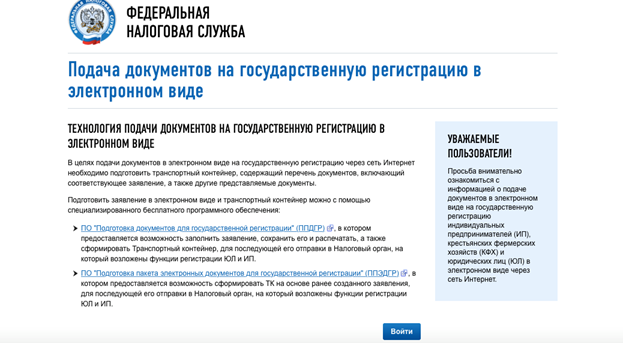 ФЕДЕРАЛЬНАЯ
НАЛОГОВАЯ СЛУЖБА
Подача документов на государственную регистрацию в
электронном виде
ТЕХНОЛОГИЯ ПОДАЧИ ДОКУМЕНТОВ НА ГОСУДАРСТВЕННУЮ РЕГИСТРАЦИЮ В
ЭЛЕКТРОННОМ ВИДЕ
В целях подачи документов в электронном виде на государственную регистрацию через сеть Интернет
необходимо подготовить транспортный контейнер, содержащий перечень документов, включающий
соответствующее заявление, а также другие представляемые документы.
Подготовить заявление в электронном виде и транспортный контейнер можно с помощью
специализированного бесплатного программного обеспечения:
ПО "Подготовка документов для государственной регистрации" (ППДГР), в котором
предоставляется возможность заполнить заявление, сохранить его и распечатать, а также
сформировать Транспортный контейнер, для последующей его отправки в Налоговый орган, на
который возложены функции регистрации ЮЛ и ИП.
ПО "Подготовка пакета электронных документов для государственной регистрации" (ППЭДГР), в
котором предоставляется возможность сформировать ТК на основе ранее созданного заявления,
для последующей его отправки в Налоговый орган, на который возложены функции регистрации
ЮЛ и ИП.
Войти
УВАЖАЕМЫЕ
ПОЛЬЗОВАТЕЛИ!
Просьба внимательно
ознакомиться с
информацией о подаче
документов в электронном
виде на государственную
регистрацию
индивидуальных
предпринимателей (ИП),
крестьянских фермерских
хозяйств (КФХ) и
юридических лиц (ЮЛ) в
электронном виде через
сеть Интернет.